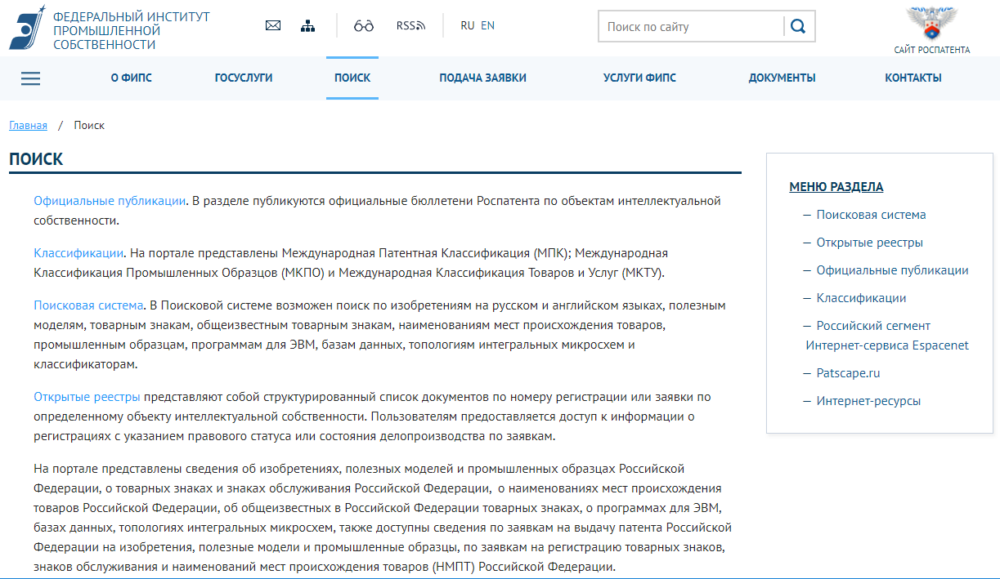 ФЕДЕРАЛЬНЫЙ ИНСТИТУТ
ПРОМЫШЛЕННОЙ
СОБСТВЕННОСТИ
RSS
RU EN
Поиск по сайту
САЙТ РОСПАТЕНТА
О ФИПС
ГОСУСЛУГИ
ПОИСК
ПОДАЧА ЗАЯВКИ
УСЛУГИ ФИПС
ДОКУМЕНТЫ
КОНТАКТЫ
Главная / Поиск
ПОИСК
Официальные публикации. В разделе публикуются официальные бюллетени Роспатента по объектам интеллектуальной
собственности.
Классификации. На портале представлены Международная Патентная Классификация (МПК); Международная
Классификация Промышленных Образцов (МКПО) и Международная Классификация Товаров и Услуг (МКТУ).
Поисковая система. В Поисковой системе возможен поиск по изобретениям на русском и английском языках, полезным
моделям, товарным знакам, общеизвестным товарным знакам, наименованиям мест происхождения товаров,
промышленным образцам, программам для ЭВМ, базам данных, топологиям интегральных микросхем и
классификаторам.
Открытые реестры представляют собой структурированный список документов по номеру регистрации или заявки по
определенному объекту интеллектуальной собственности. Пользователям предоставляется доступ к информации о
регистрациях с указанием правового статуса или состояния делопроизводства по заявкам.
На портале представлены сведения об изобретениях, полезных моделей и промышленных образцах Российской
Федерации, о товарных знаках и знаках обслуживания Российской Федерации, о наименованиях мест происхождения
товаров Российской Федерации, об общеизвестных в Российской Федерации товарных знаках, о программах для ЭВМ,
базах данных, топологиях интегральных микросхем, также доступны сведения по заявкам на выдачу патента Российской
Федерации на изобретения, полезные модели и промышленные образцы, по заявкам на регистрацию товарных знаков,
знаков обслуживания и наименований мест происхождения товаров (НМПТ) Российской Федерации.
МЕНЮ РАЗДЕЛА
— Поисковая система
— Открытые реестры
— Официальные публикации
— Классификации
— Российский сегмент
Интернет-сервиса Espacenet
— Patscape.ru
— Интернет-ресурсы